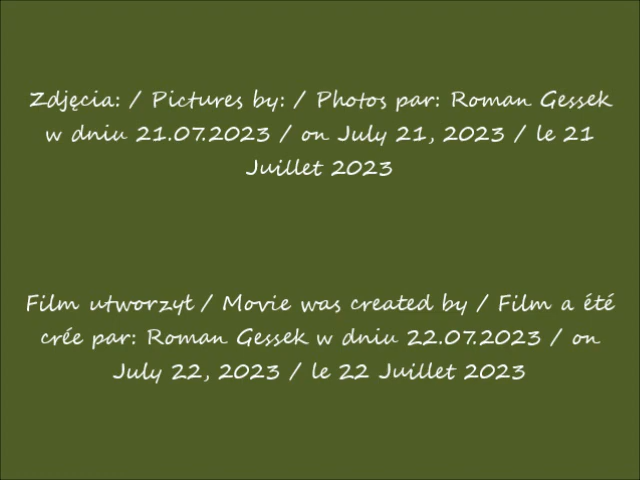 Zdjęcia: / Pictures by: / Photos par: Roman Gessek
w dniu 21.07.2023 / on July 21, 2023 / le 21
Juillet 2023
Film utworzył / Movie was created by / Film a été
crée par: Roman Gessek w dniu 22.07.2023 / on
July 22, 2023 / le 22 Juillet 2023